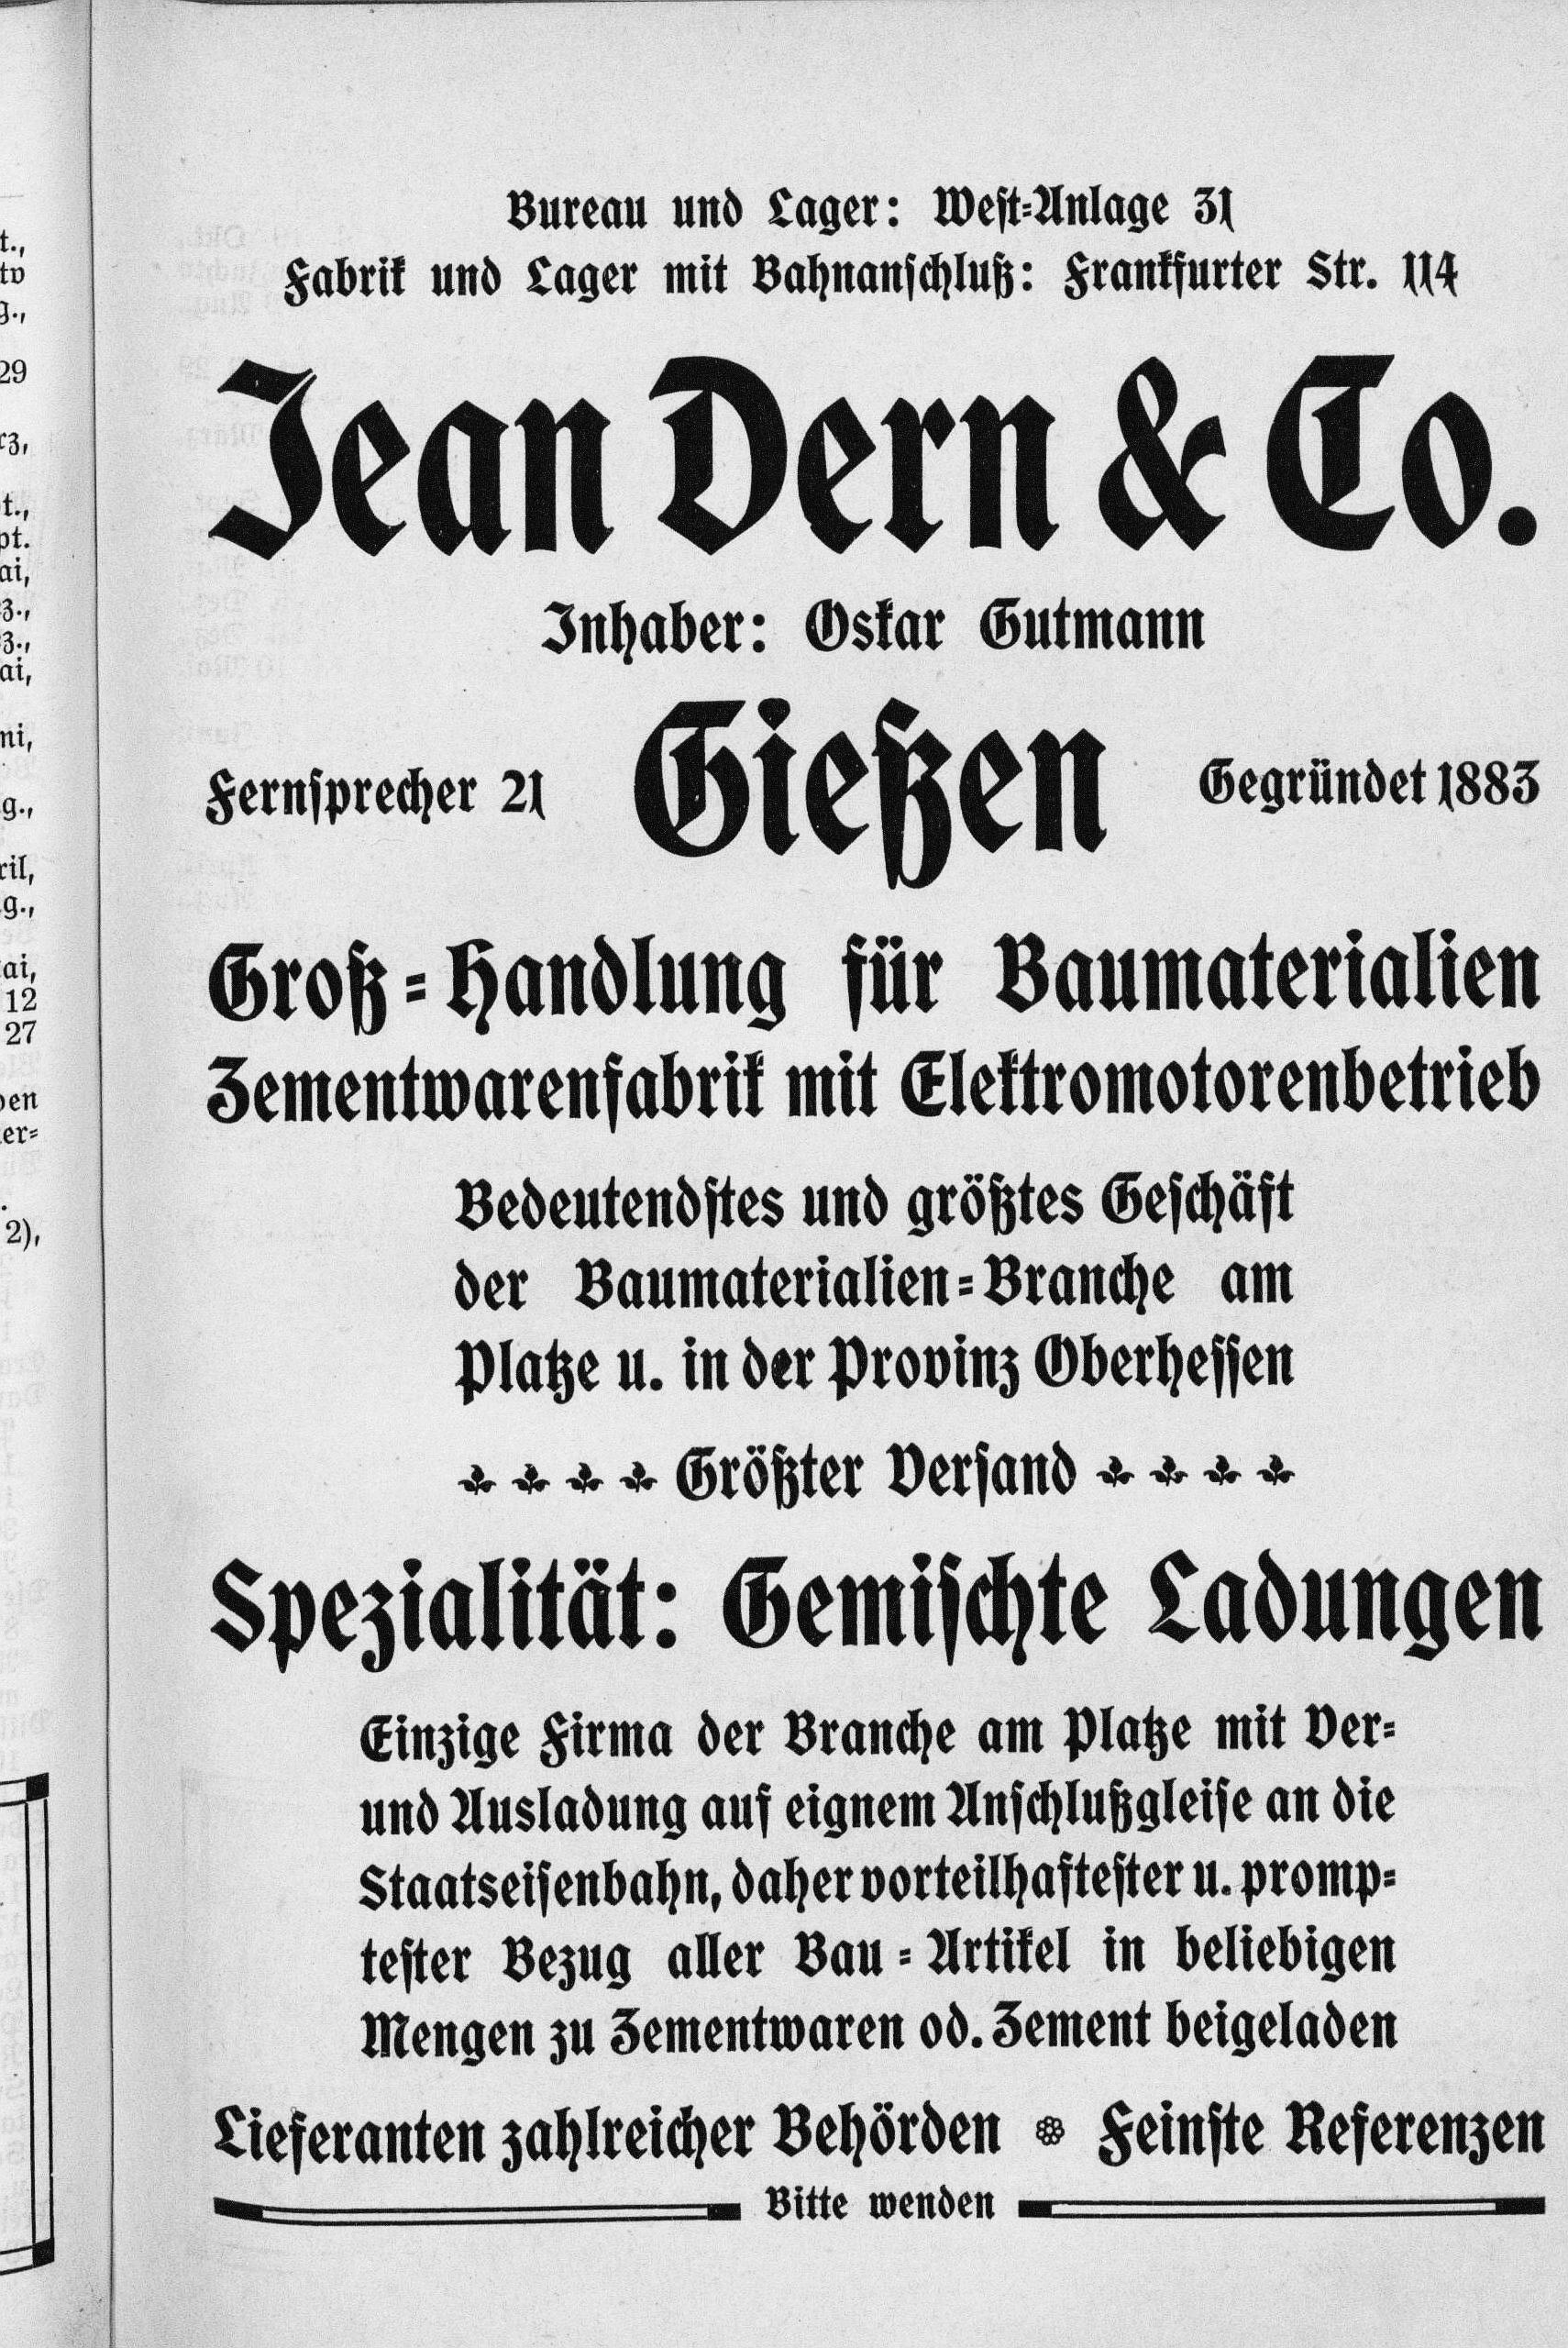 Bureau und Lager: West-Anlage 31
Fabrik und Lager mit Bahnanschluß: Frankfurter Str. 114
Jean Dern & Co.
Inhaber: Oskar Gutmann
Fernsprecher 21 Gießen Gegründet 1883
Groß-Handlung für Baumaterialien
Zementwarenfabrik mit Elektromotorenbetrieb
Bedeutendstes und größtes Geschäft
der Baumaterialien-Branche am
Platze u. in der Provinz Oberhessen
Größter Versand
Spezialität: Gemischte Ladungen
Einzige Firma der Branche am Platze mit Ver-
und Ausladung auf eignem Anschlußgleise an die
Staatseisenbahn, daher vorteilhaftester u. promp-
tester Bezug aller Bau-Artikel in beliebigen
Mengen zu Zementwaren od. Zement beigeladen
Lieferanten zahlreicher Behörden Feinste Referenzen
Bitte wenden